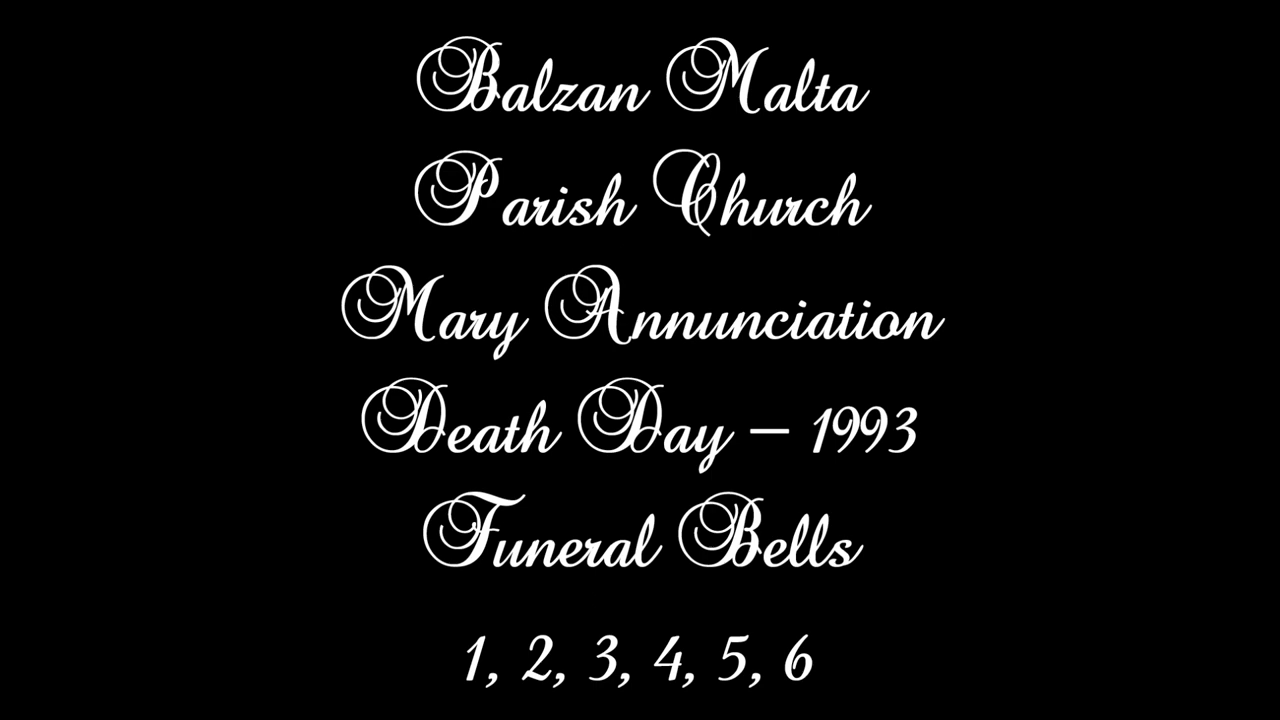 Balzan Malta
Parish Church
Mary Annunciation
Death Day – 1993
Funeral Bells
1, 2, 3, 4, 5, 6